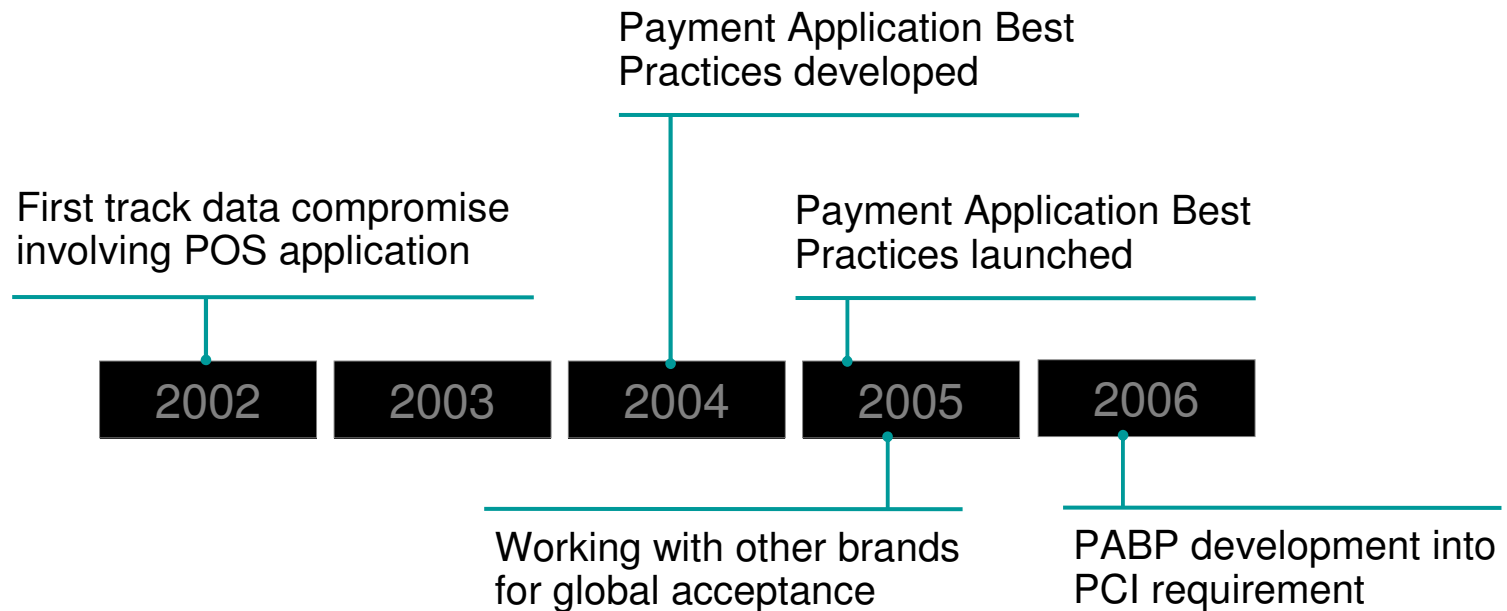 Payment Application Best
Practices developed
First track data compromise
involving POS application
Payment Application Best
Practices launched
2002
2003
2004
2005
2006
Working with other brands
for global acceptance
PABP development into
PCI requirement